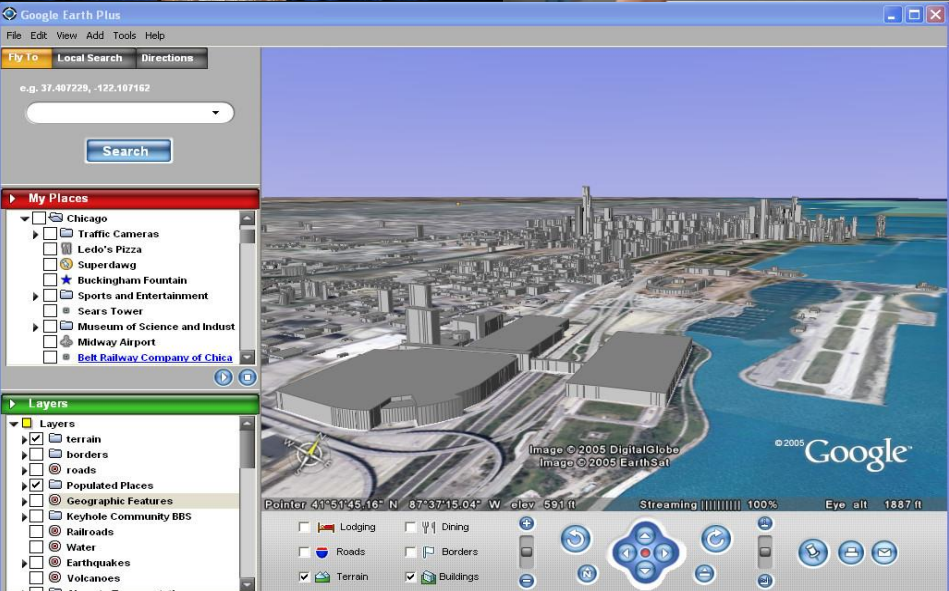 Google Earth Plus
File Edit View Add Tools Help
Fly To Local Search Directions
e.g. 37.407229, -122.107162
Search
My Places
Chicago
Traffic Cameras
Ledo's Pizza
Superdawg
Buckingham Fountain
Sports and Entertainment
Sears Tower
Museum of Science and Indust
Midway Airport
Belt Railway Company of Chica
Layers
Layers
terrain
borders
roads
Populated Places
Geographic Features
Keyhole Community BBS
Railroads
Water
Earthquakes
Volcanoes
W
Image © 2005 DigitalGlobe
Image © 2005 EarthSat
© 2005 Google
Pointer 41°51'45.16" N 87°37'15.04" W elev 591 ft Streaming |||||||||| 100% Eye alt 1887 ft
Lodging Dining
Roads Borders
Terrain Buildings
N